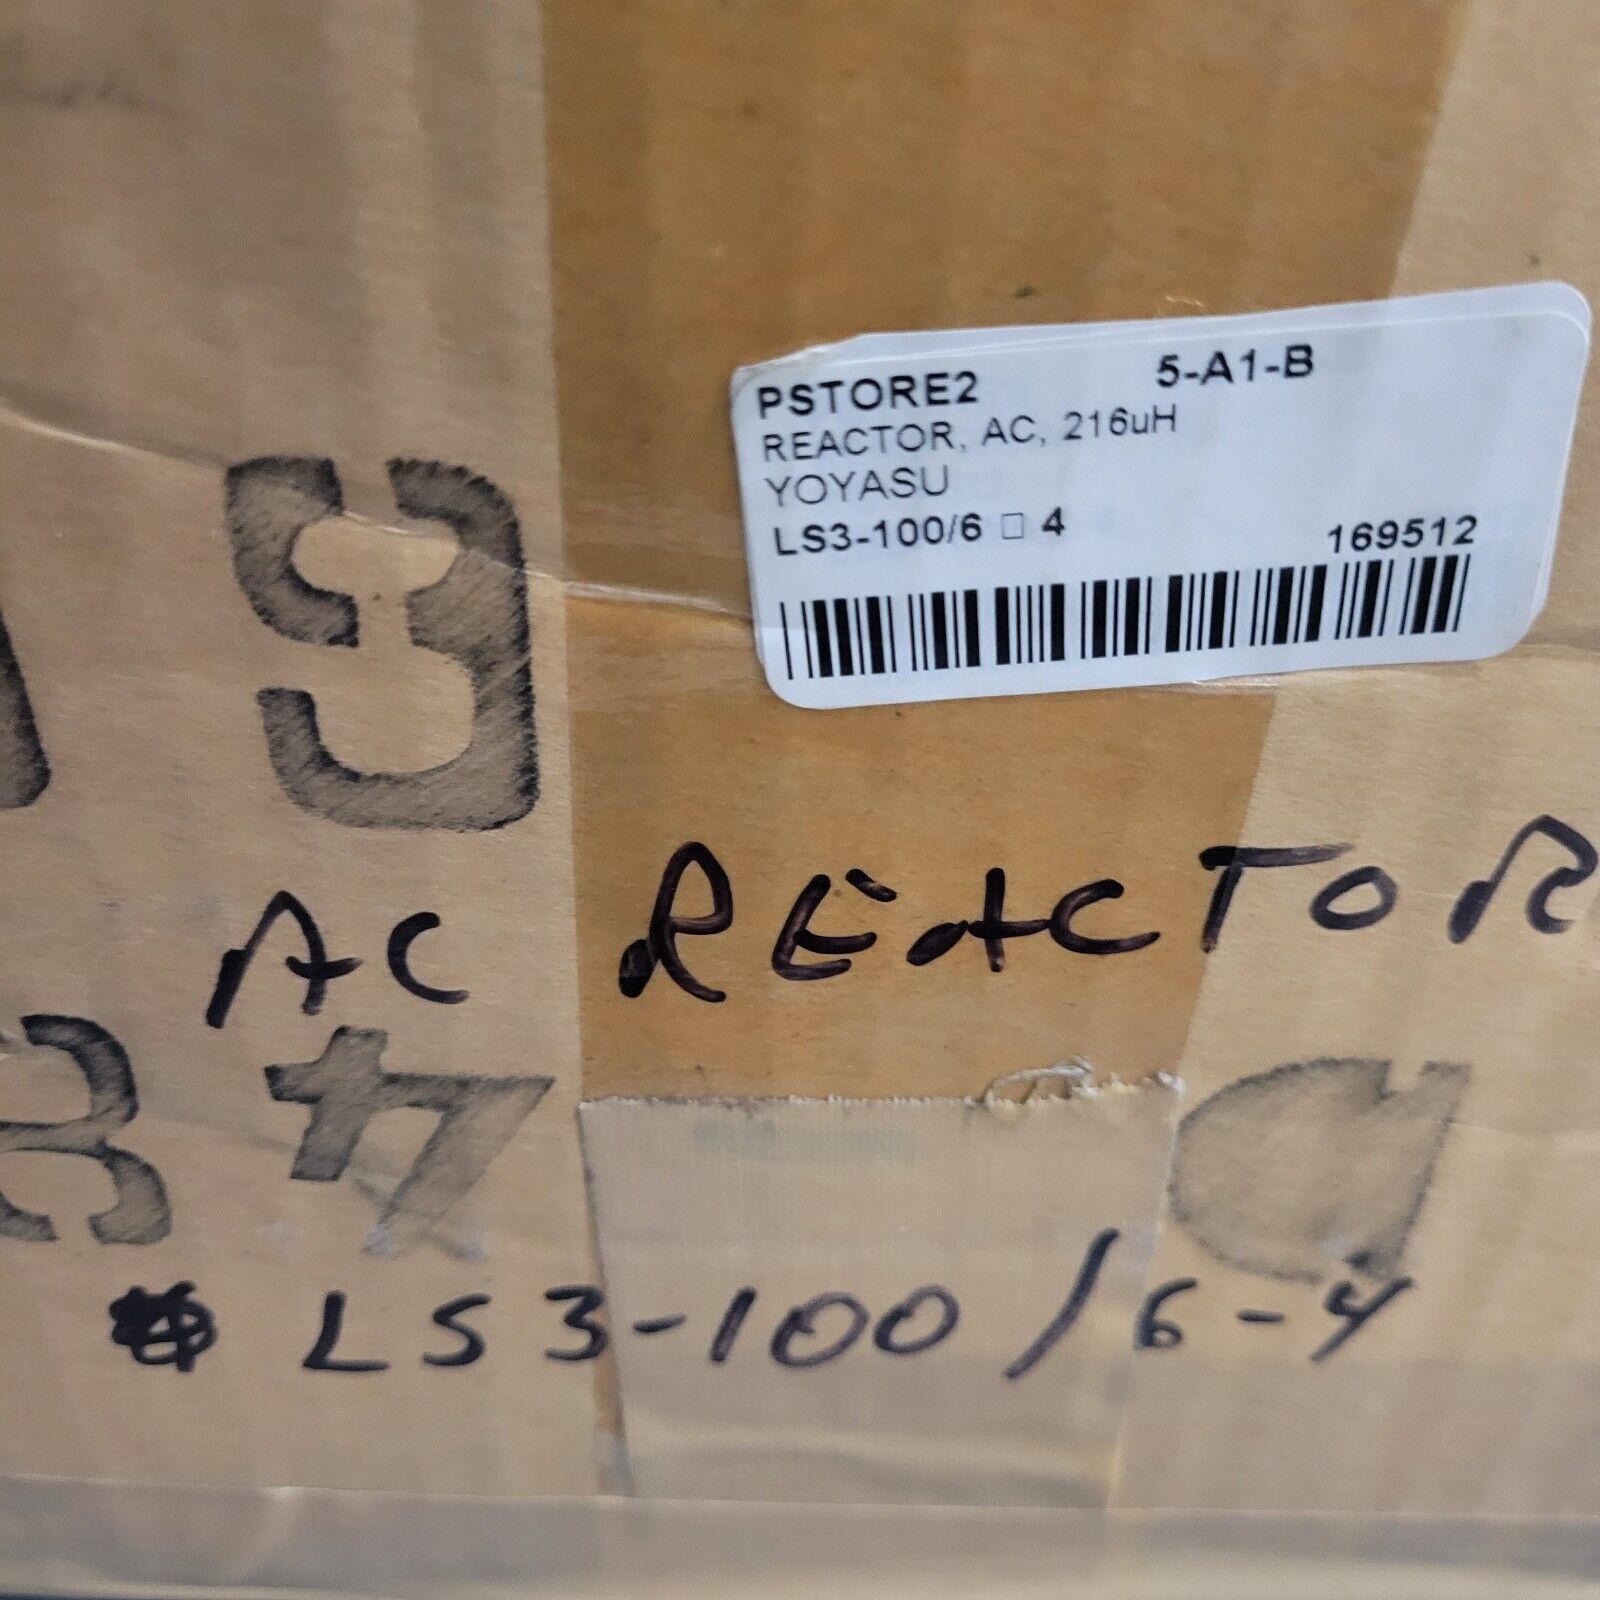 PSTORE2 5-A1-B
REACTOR, AC, 216uH
YOYASU
LS3-100/6 □ 4 169512
AC REACTOR
LS3-100/6-4